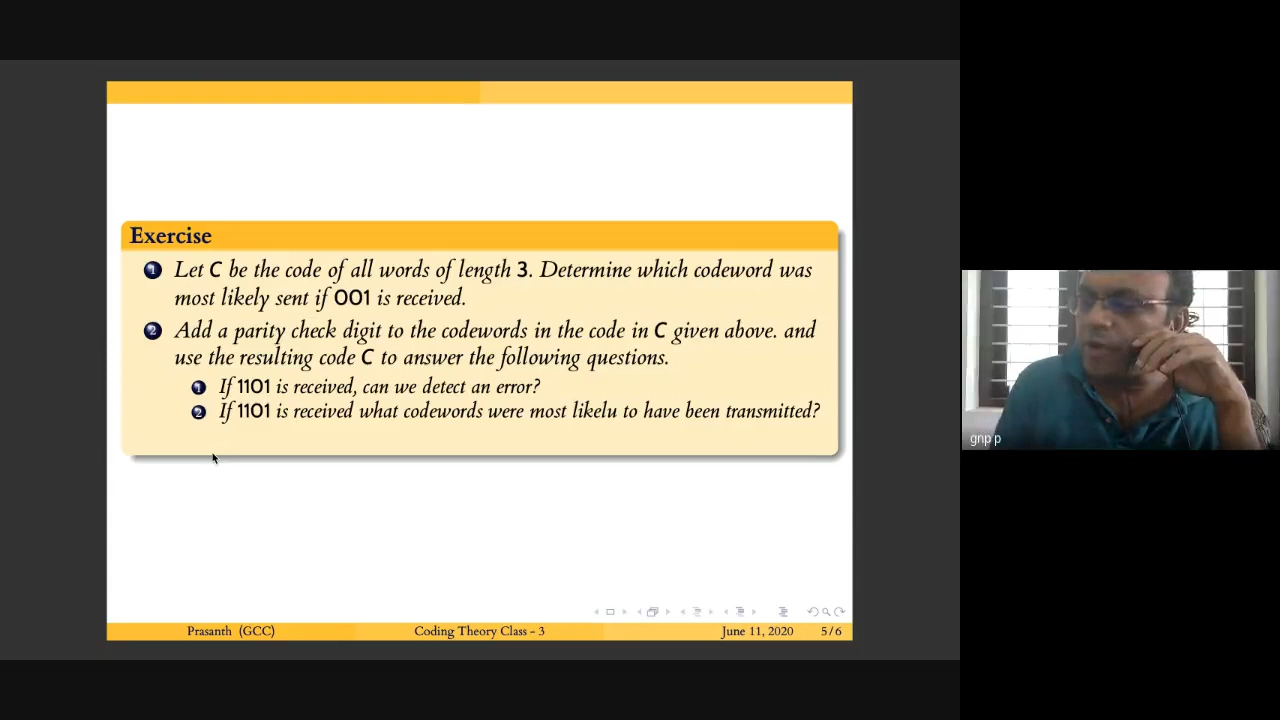 Exercise
1 Let C be the code of all words of length 3. Determine which codeword was
most likely sent if 001 is received.
2 Add a parity check digit to the codewords in the code in C given above. and
use the resulting code C to answer the following questions.
1 If 1101 is received, can we detect an error?
2 If 1101 is received what codewords were most likelu to have been transmitted?
gnp p
Prasanth (GCC) Coding Theory Class - 3 June 11, 2020 5/6